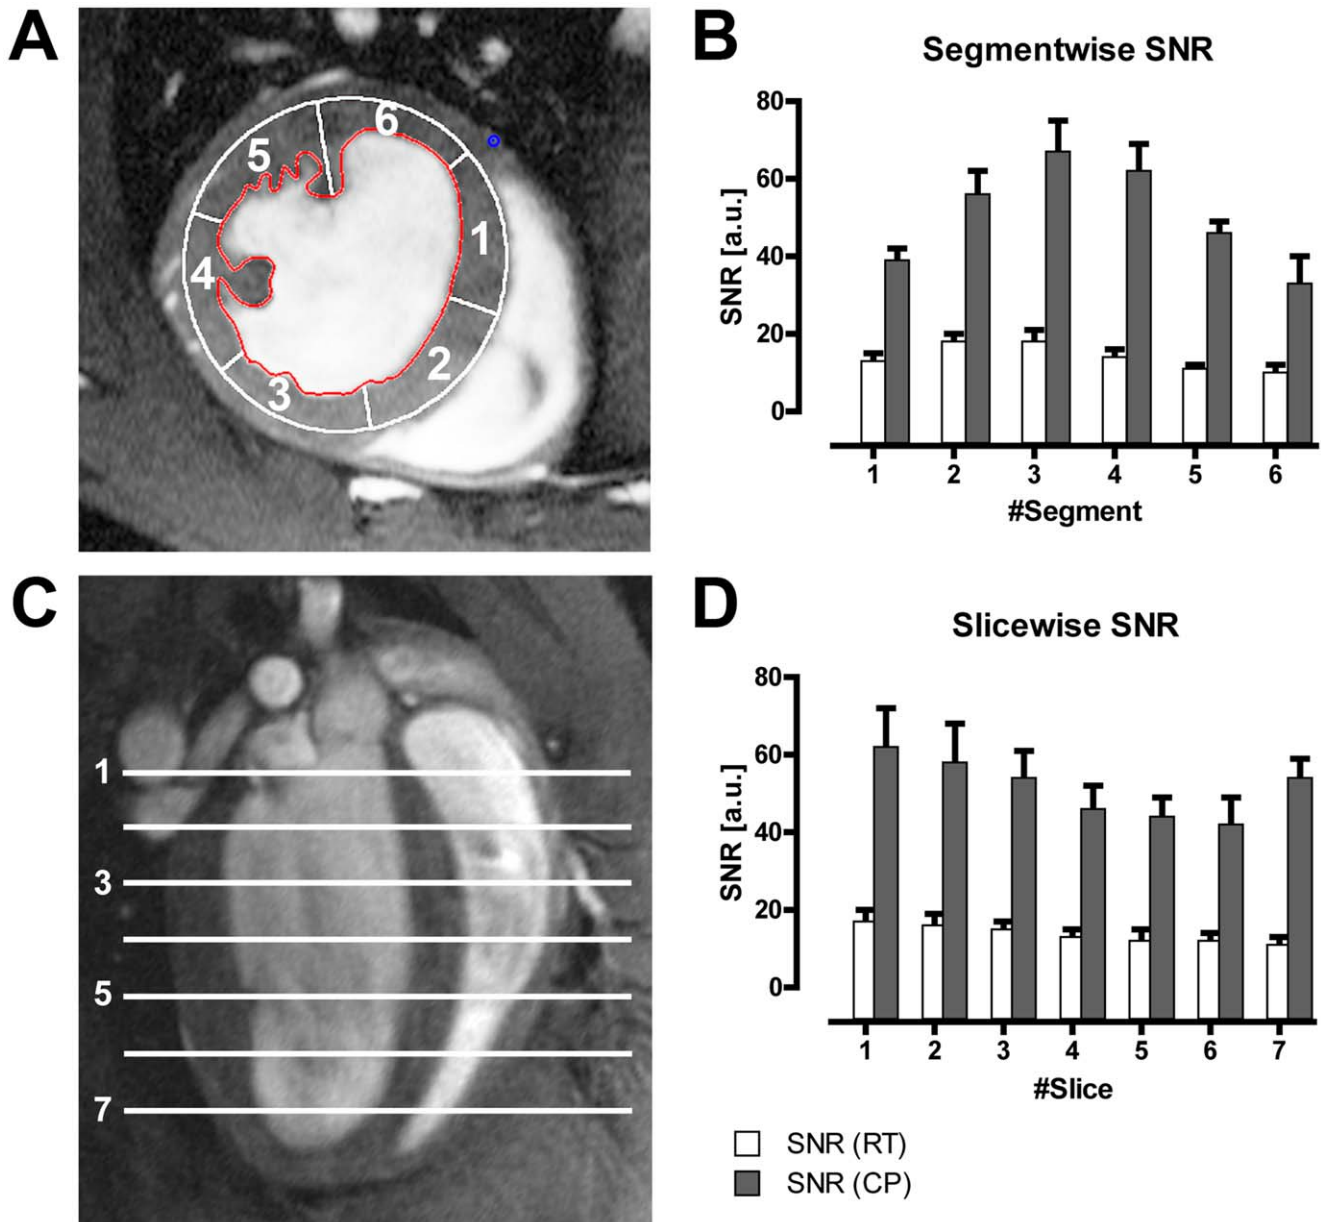 A
5
6
4
1
3
2
B
Segmentwise SNR
SNR [a.u.]
80
60
40
20
0
1 2 3 4 5 6
#Segment
C
1
3
5
7
D
Slicewise SNR
SNR [a.u.]
80
60
40
20
0
1 2 3 4 5 6 7
#Slice
SNR (RT)
SNR (CP)